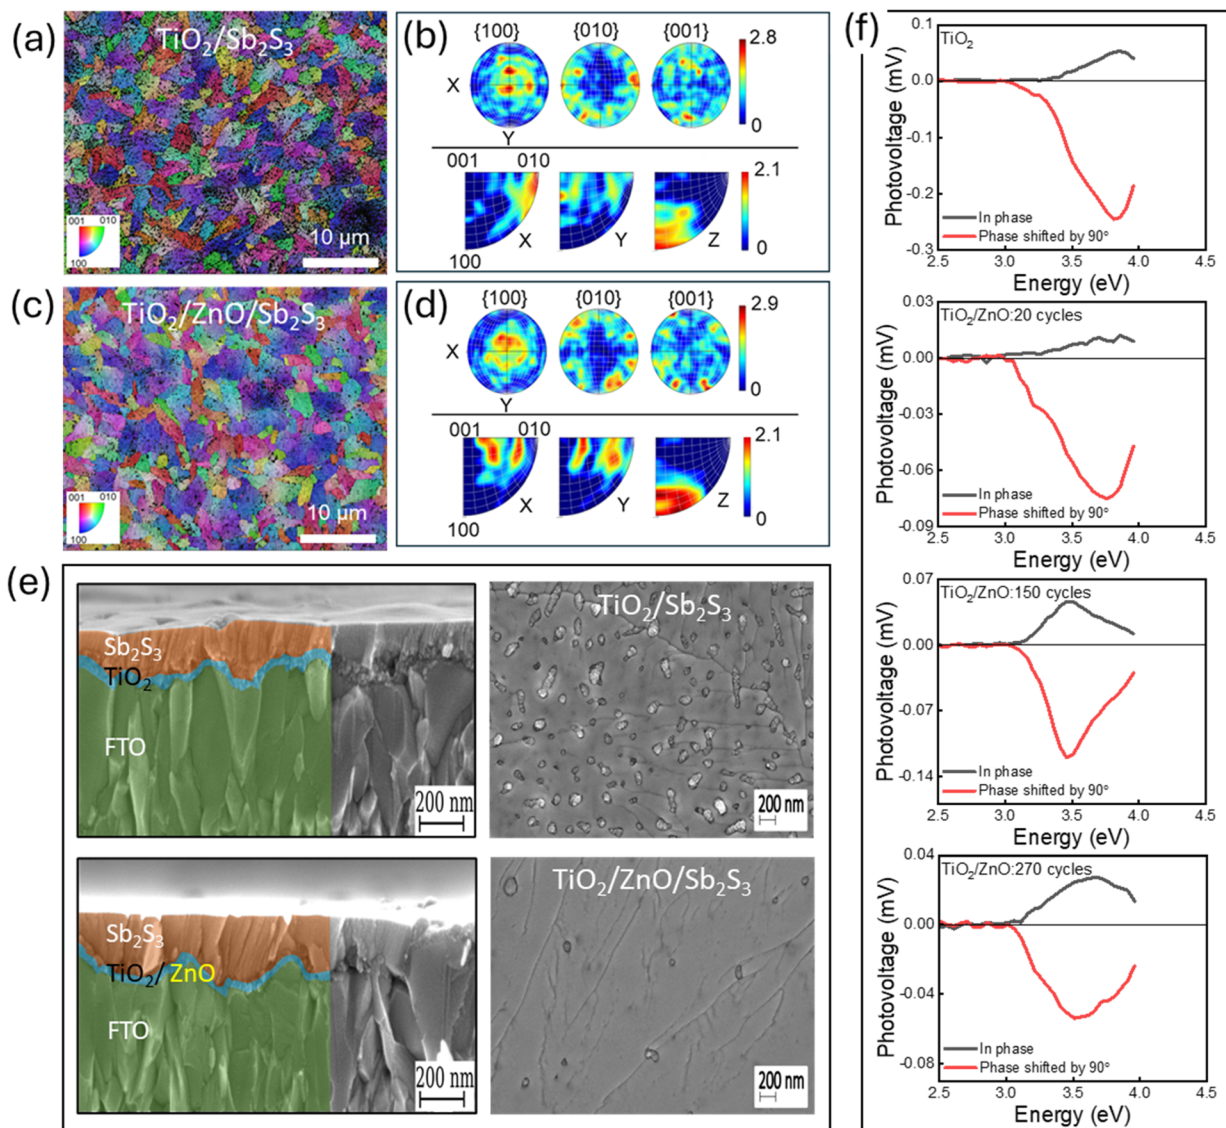 (a)
TiO₂/Sb₂S₃
001 010
100
10 µm
(b)
{100} {010} {001}
2.8
X
0
Y
001 010
2.1
X Y Z
0
100
(c)
TiO₂/ZnO/Sb₂S₃
001 010
100
10 µm
(d)
{100} {010} {001}
2.9
X
0
Y
001 010
2.1
X Y Z
0
100
(e)
Sb₂S₃
TiO₂
FTO
200 nm
TiO₂/Sb₂S₃
200 nm
Sb₂S₃
TiO₂/ ZnO
FTO
200 nm
TiO₂/ZnO/Sb₂S₃
200 nm
(f)
TiO₂
Photovoltage (mV)
0.1
0.0
-0.1
-0.2
-0.3
In phase
Phase shifted by 90°
2.5 3.0 3.5 4.0 4.5
Energy (eV)
TiO₂/ZnO:20 cycles
Photovoltage (mV)
0.03
0.00
-0.03
-0.06
-0.09
In phase
Phase shifted by 90°
2.5 3.0 3.5 4.0 4.5
Energy (eV)
TiO₂/ZnO:150 cycles
Photovoltage (mV)
0.07
0.00
-0.07
-0.14
In phase
Phase shifted by 90°
2.5 3.0 3.5 4.0 4.5
Energy (eV)
TiO₂/ZnO:270 cycles
Photovoltage (mV)
0.04
0.00
-0.04
-0.08
In phase
Phase shifted by 90°
2.5 3.0 3.5 4.0 4.5
Energy (eV)